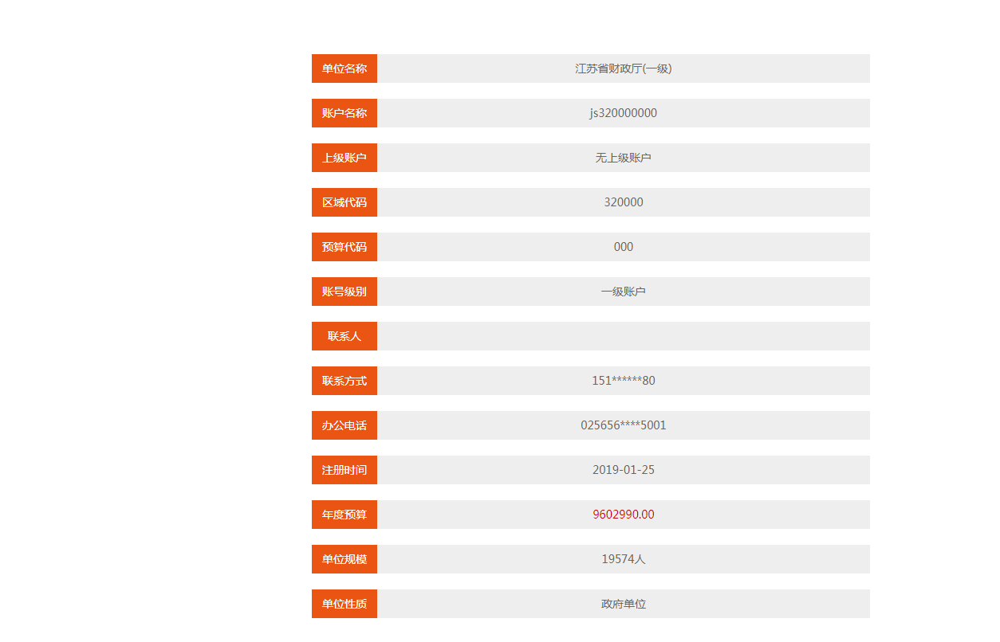 单位名称 江苏省财政厅(一级)
账户名称 js320000000
上级账户 无上级账户
区域代码 320000
预算代码 000
账号级别 一级账户
联系人
联系方式 151******80
办公电话 025656****5001
注册时间 2019-01-25
年度预算 9602990.00
单位规模 19574人
单位性质 政府单位